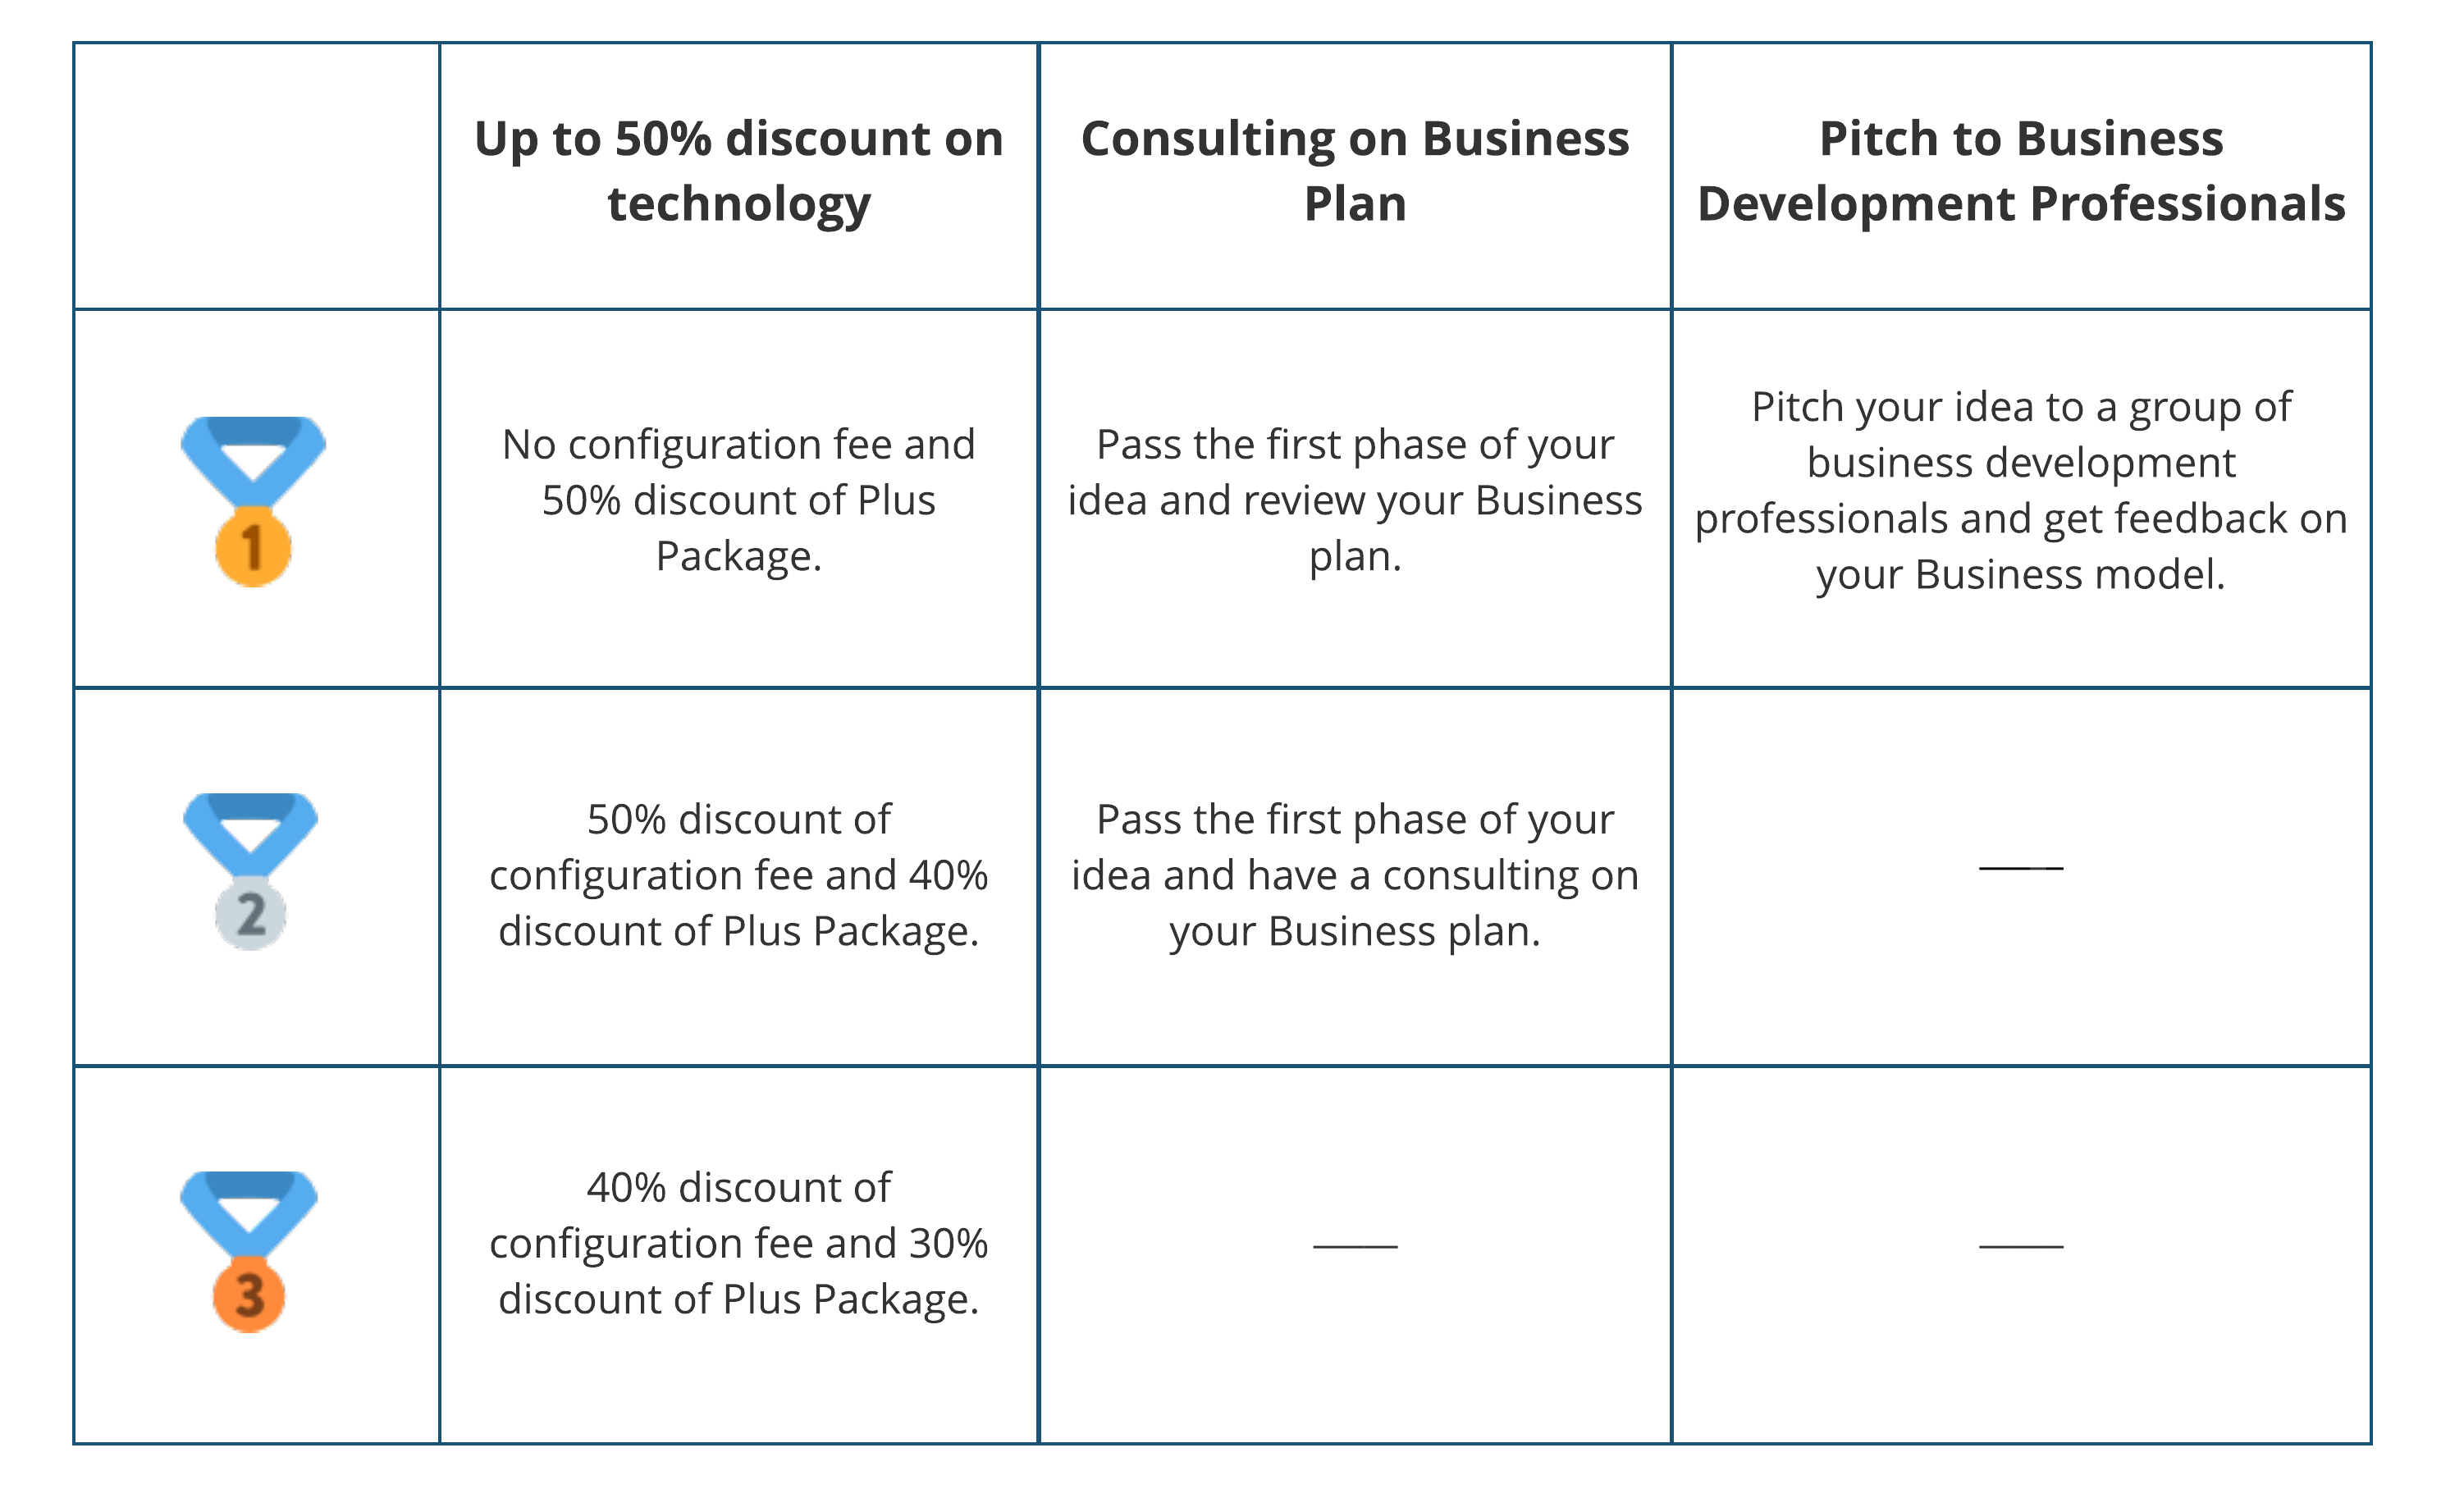 Up to 50% discount on
technology
Consulting on Business
Plan
Pitch to Business
Development Professionals
1
No configuration fee and
50% discount of Plus
Package.
Pass the first phase of your
idea and review your Business
plan.
Pitch your idea to a group of
business development
professionals and get feedback on
your Business model.
2
50% discount of
configuration fee and 40%
discount of Plus Package.
Pass the first phase of your
idea and have a consulting on
your Business plan.
——
3
40% discount of
configuration fee and 30%
discount of Plus Package.
——
——